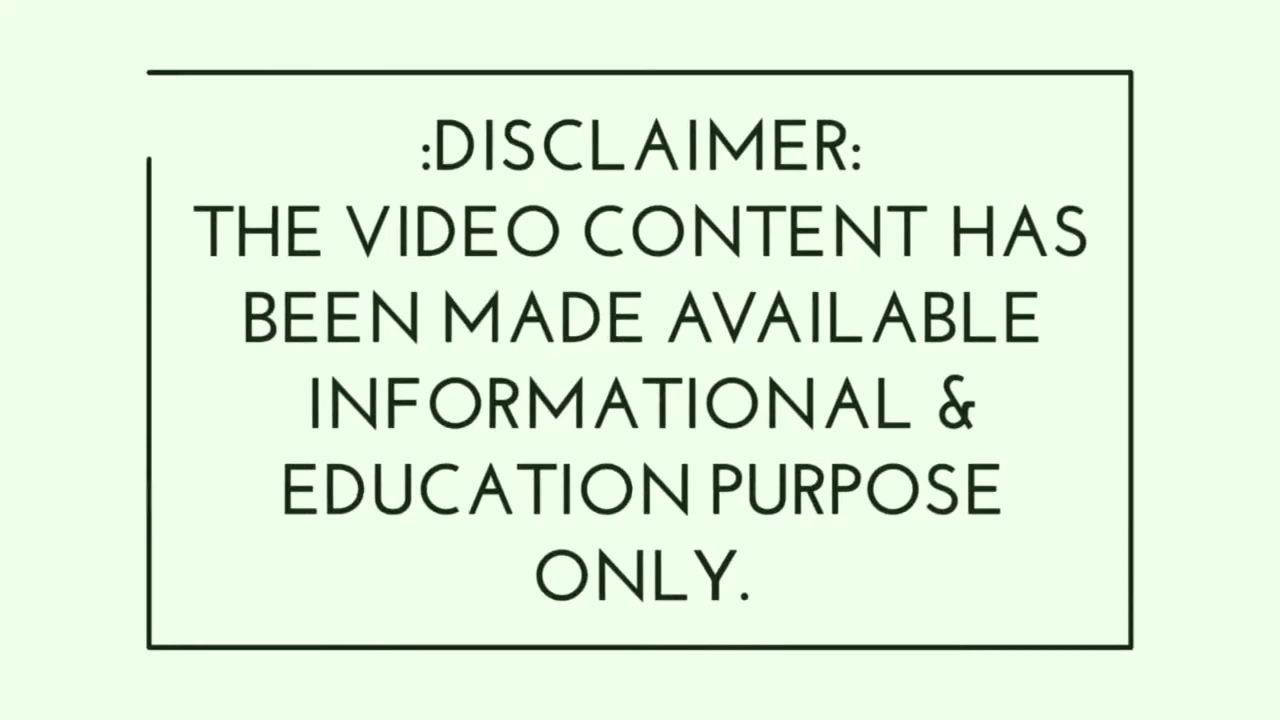 :DISCLAIMER:
THE VIDEO CONTENT HAS
BEEN MADE AVAILABLE
INFORMATIONAL &
EDUCATION PURPOSE
ONLY.